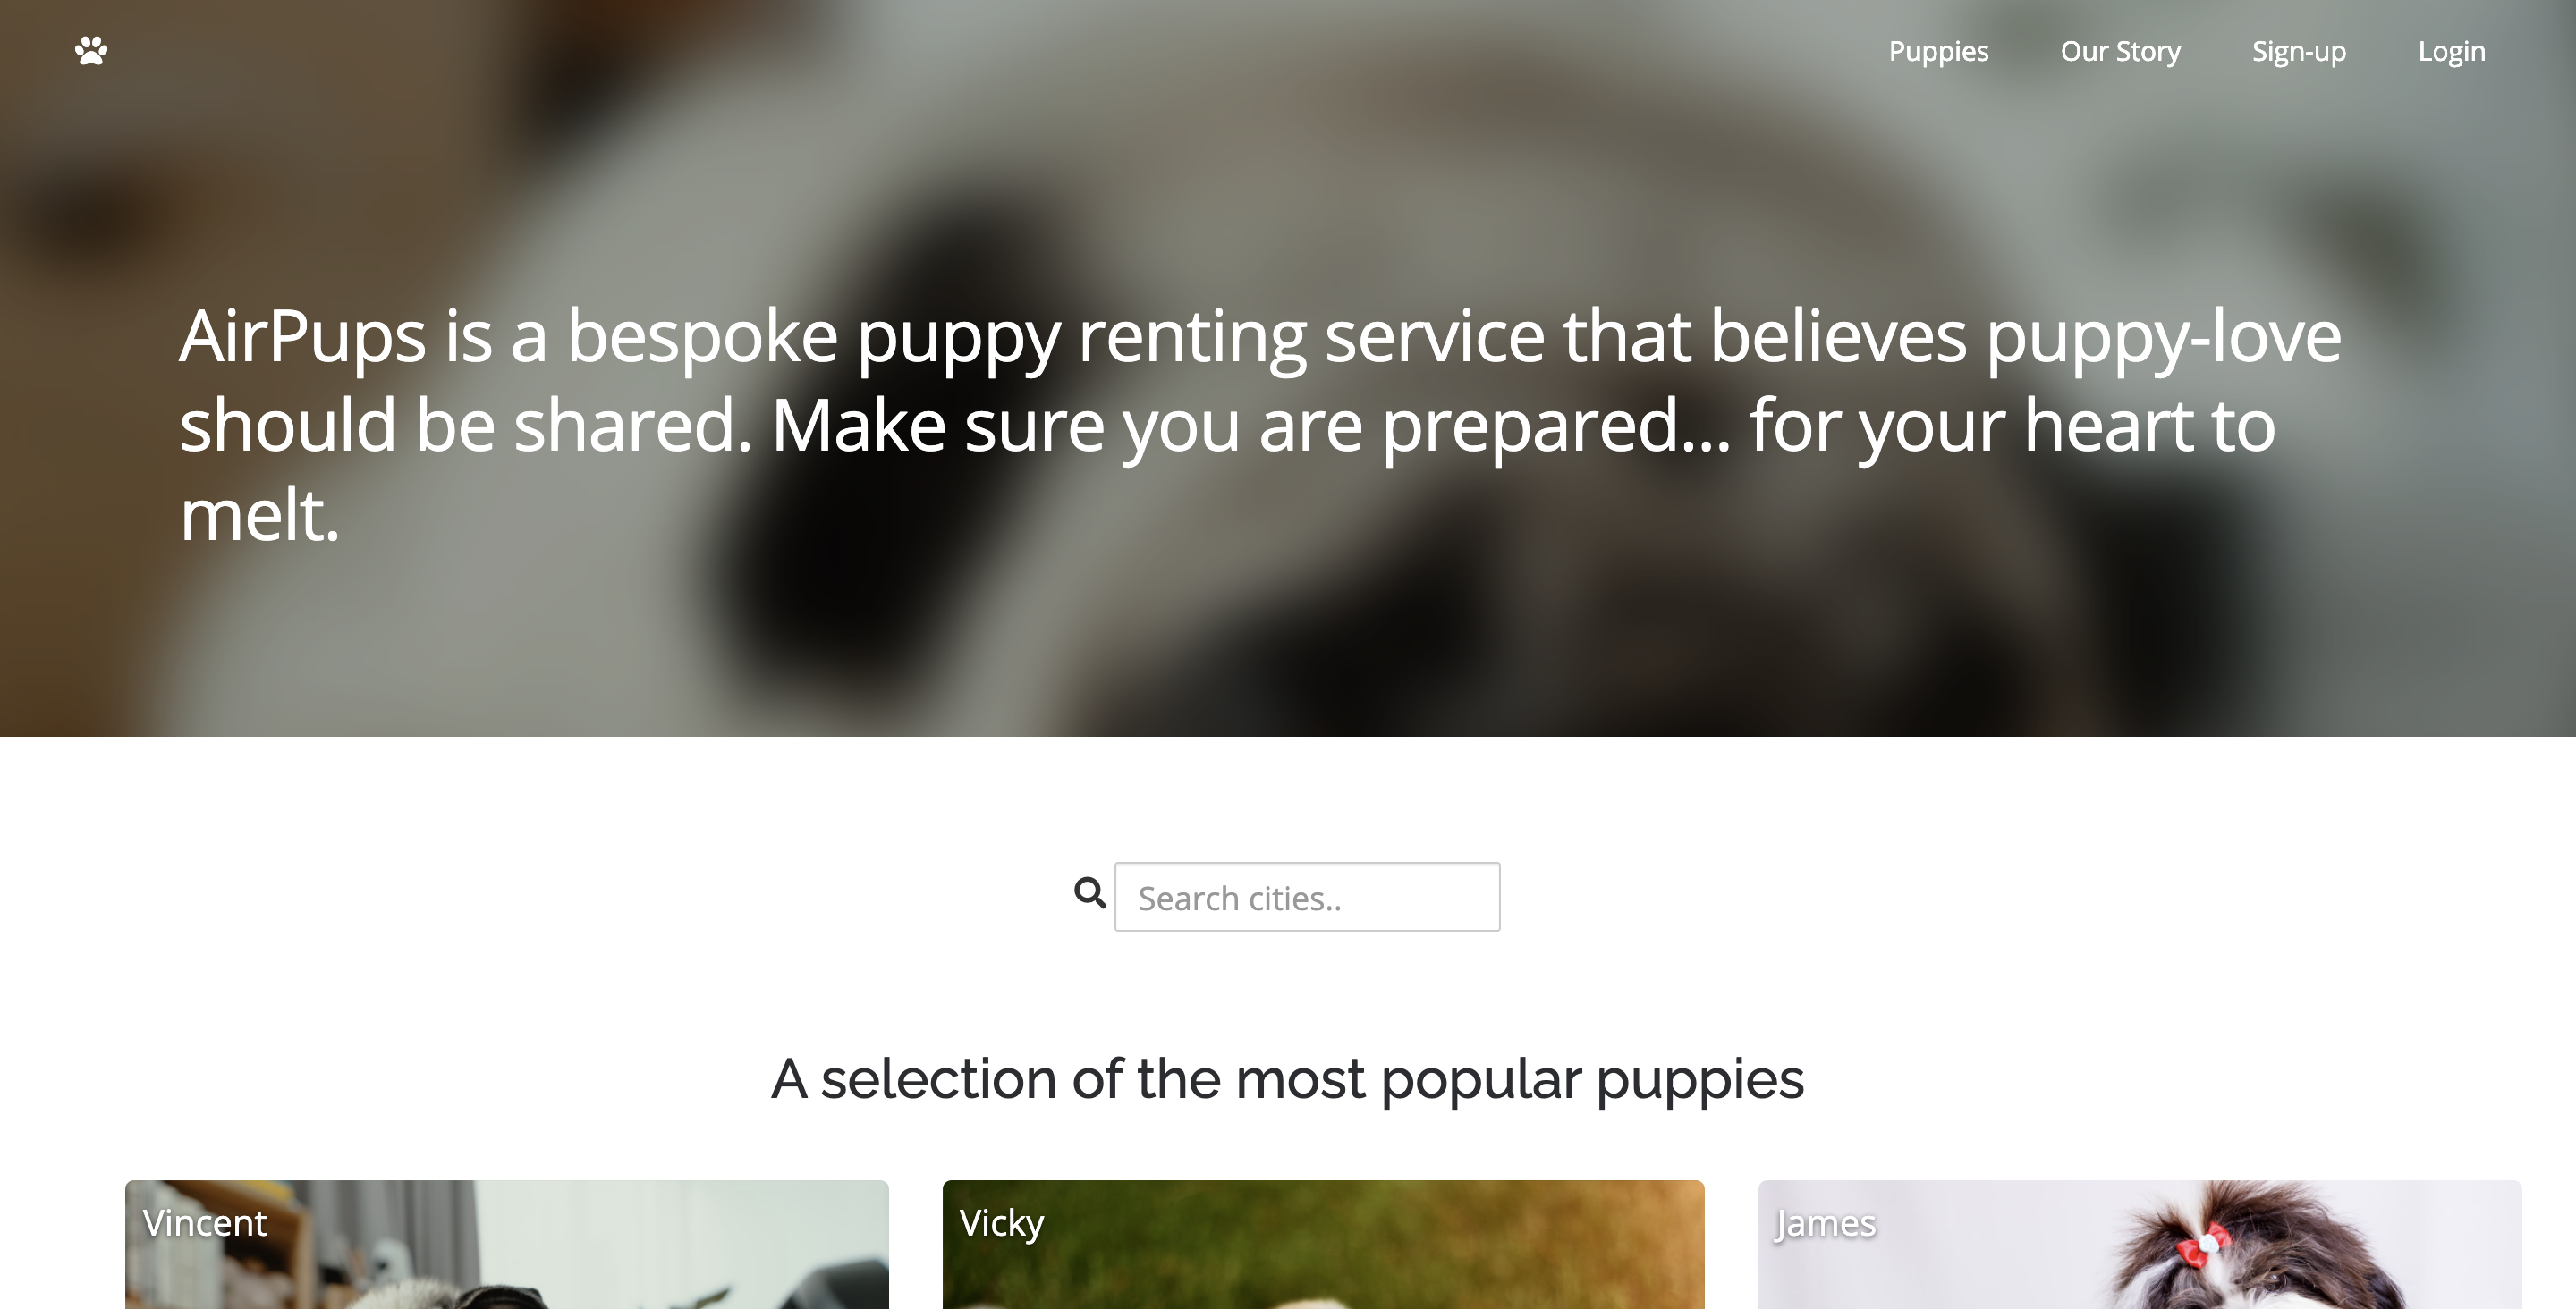 Puppies Our Story Sign-up Login
AirPups is a bespoke puppy renting service that believes puppy-love
should be shared. Make sure you are prepared... for your heart to
melt.
Search cities..
A selection of the most popular puppies
Vincent
Vicky
James